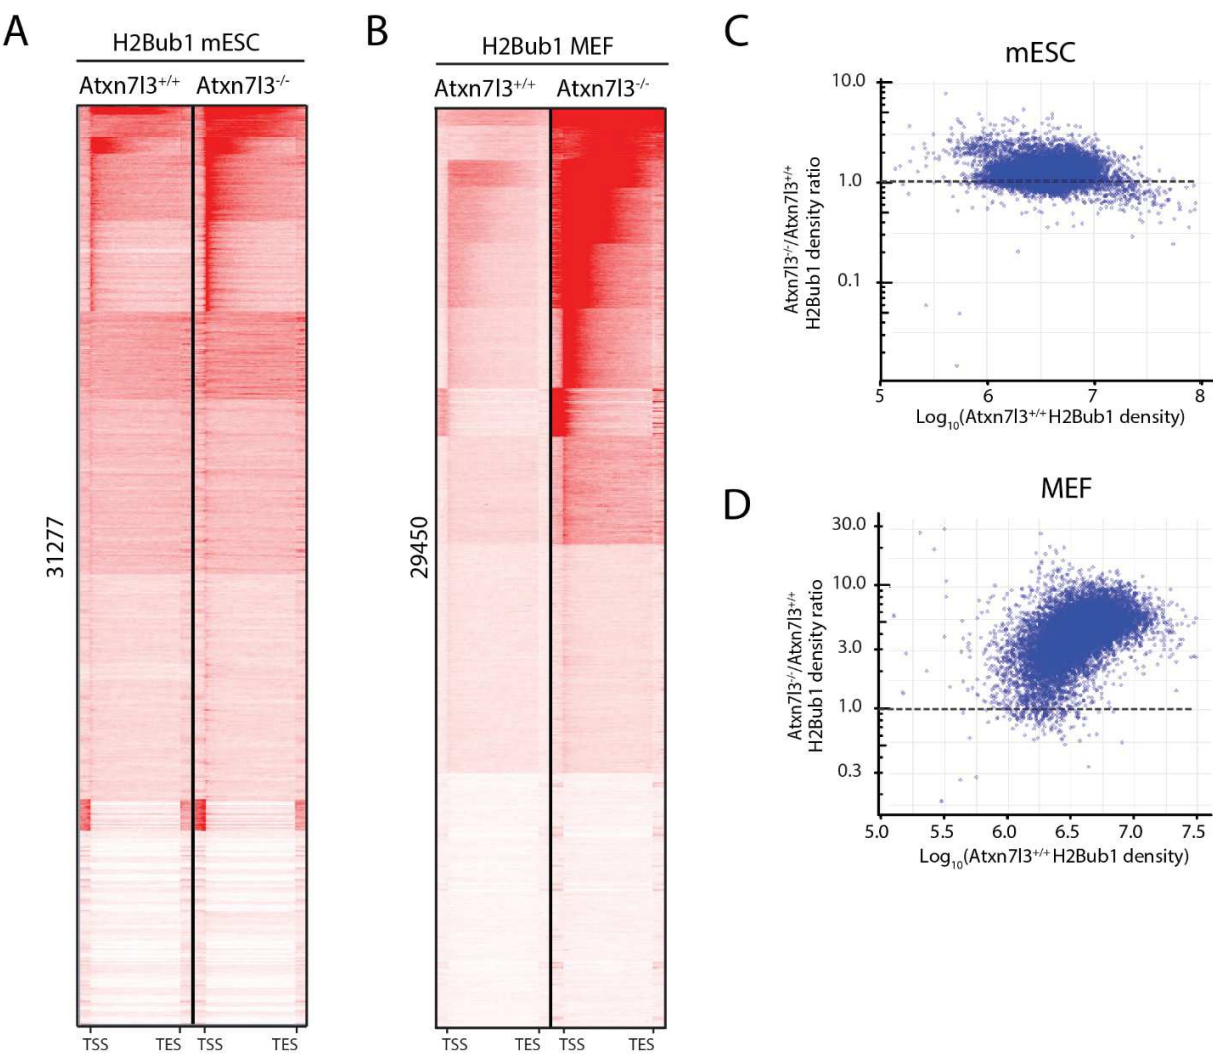 A
H2Bub1 mESC
Atxn7l3+/+ Atxn7l3-/-
31277
TSS TES TSS TES
B
H2Bub1 MEF
Atxn7l3+/+ Atxn7l3-/-
29450
TSS TES TSS TES
C
mESC
Atxn7l3-/-/Atxn7l3+/+
H2Bub1 density ratio
10.0
1.0
0.1
5 6 7 8
Log10(Atxn7l3+/+ H2Bub1 density)
D
MEF
Atxn7l3-/-/Atxn7l3+/+
H2Bub1 density ratio
30.0
10.0
3.0
1.0
0.3
5.0 5.5 6.0 6.5 7.0 7.5
Log10(Atxn7l3+/+ H2Bub1 density)